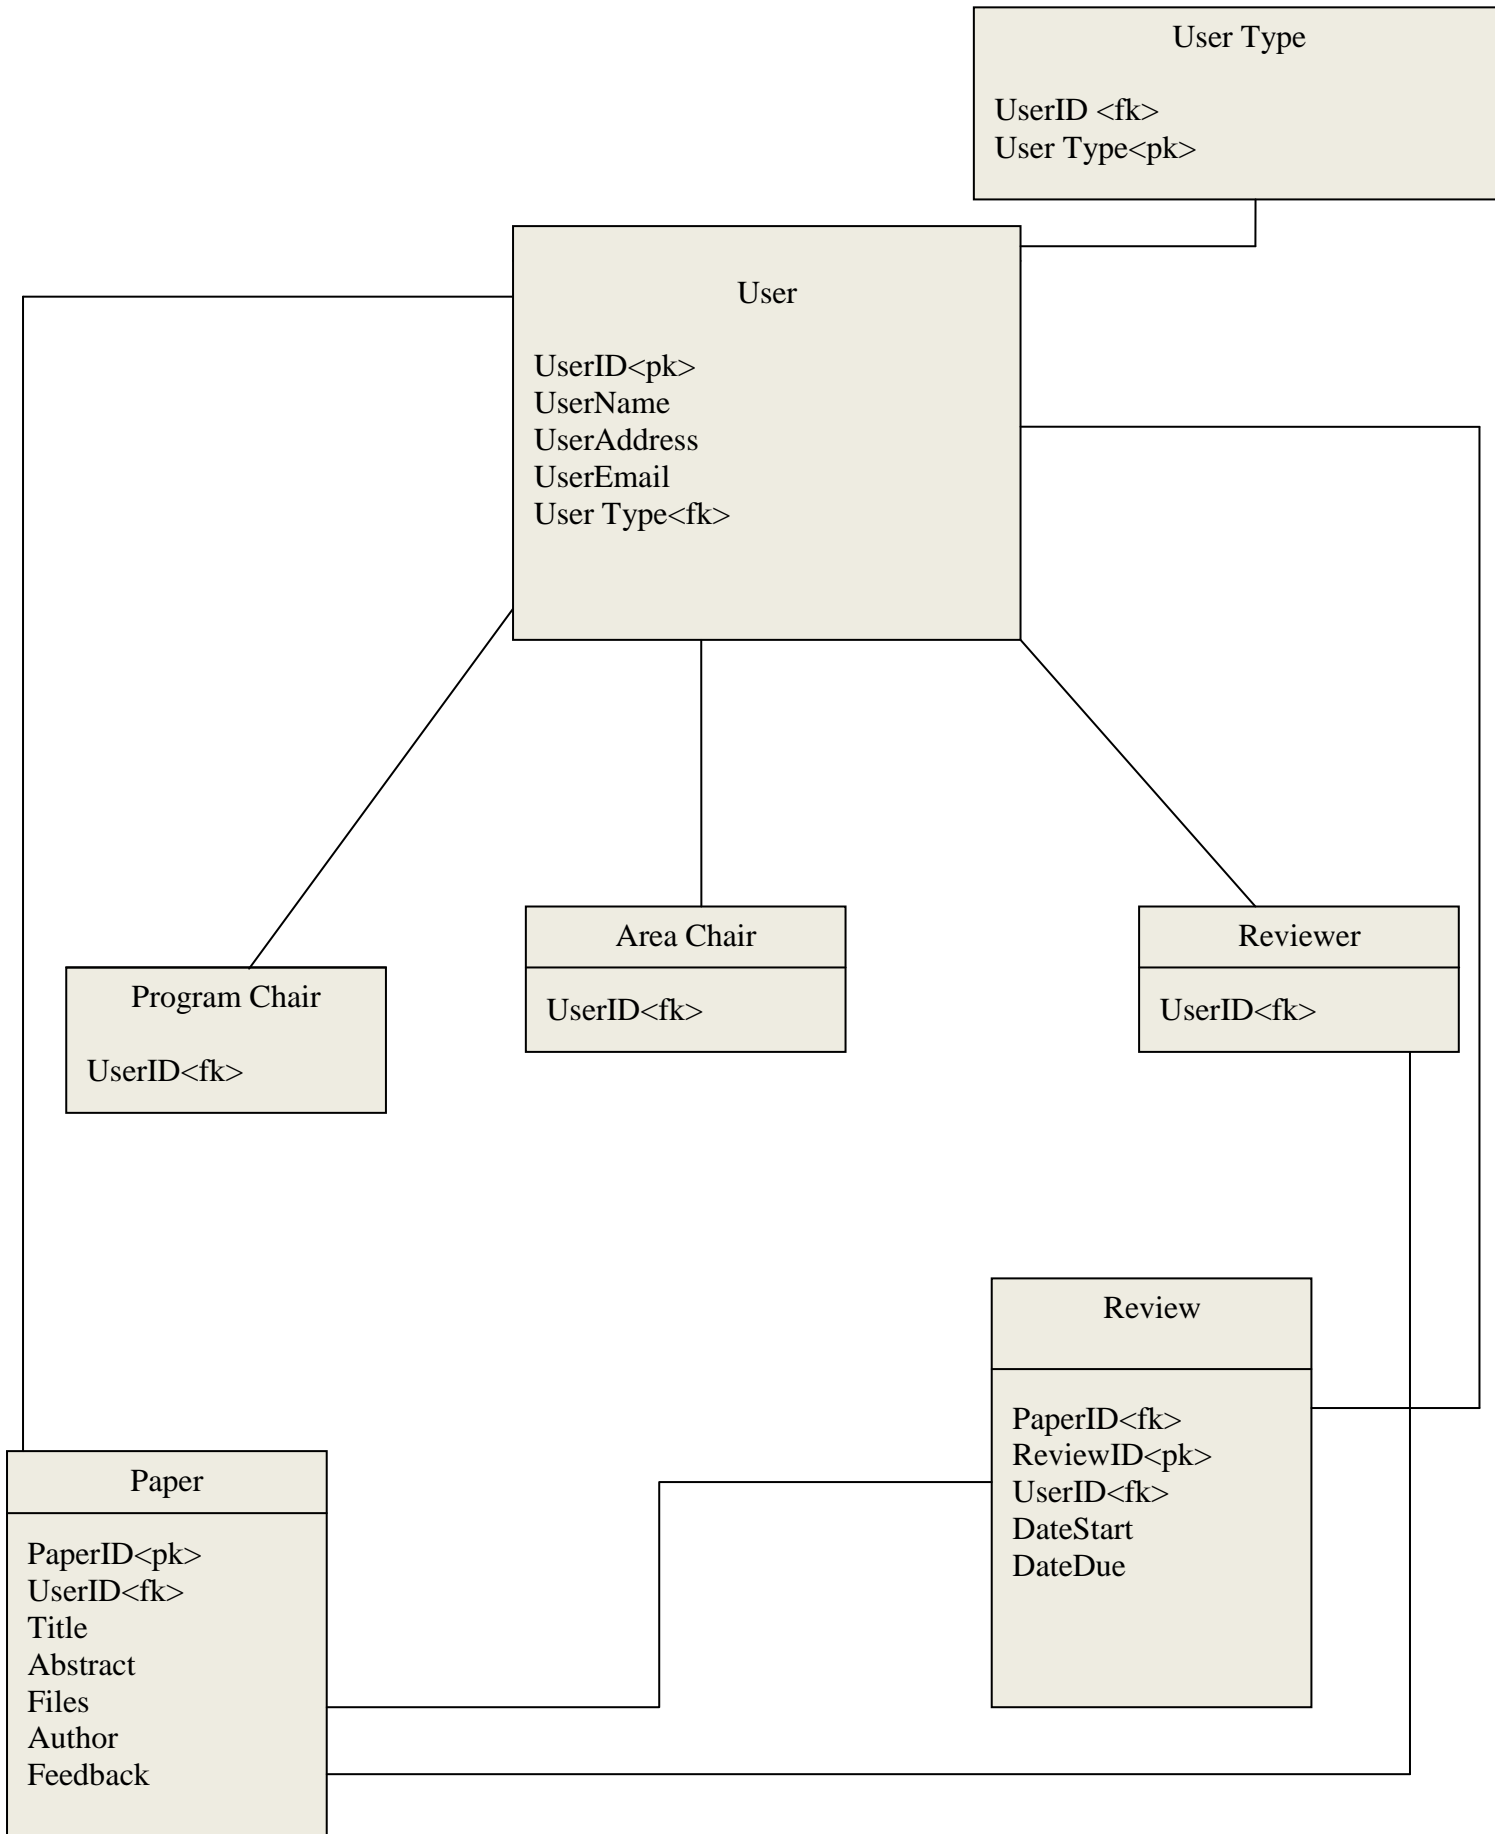 User Type
UserID <fk>
User Type<pk>
User
UserID<pk>
UserName
UserAddress
UserEmail
User Type<fk>
Program Chair
UserID<fk>
Area Chair
UserID<fk>
Reviewer
UserID<fk>
Review
PaperID<fk>
ReviewID<pk>
UserID<fk>
DateStart
DateDue
Paper
PaperID<pk>
UserID<fk>
Title
Abstract
Files
Author
Feedback